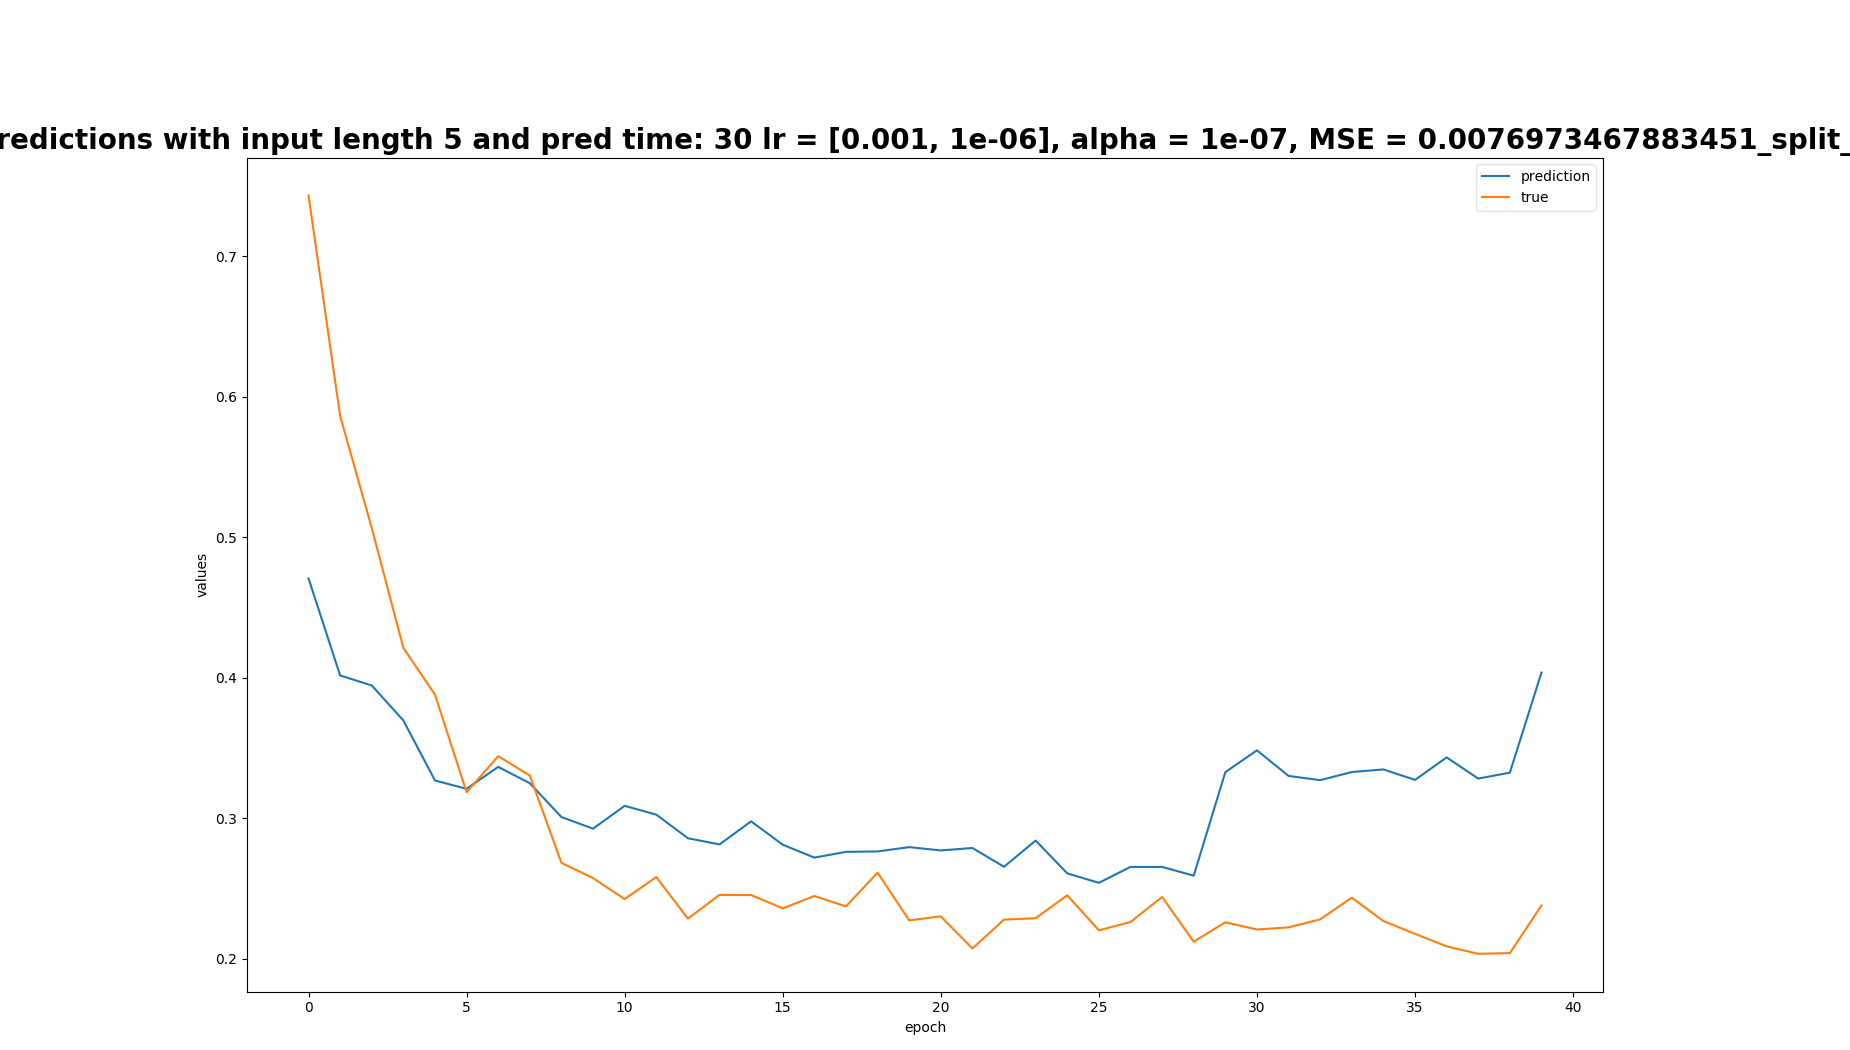 redictions with input length 5 and pred time: 30 lr = [0.001, 1e-06], alpha = 1e-07, MSE = 0.0076973467883451_split_
prediction
true
0.7
0.6
0.5
0.4
0.3
0.2
values
0 5 10 15 20 25 30 35 40
epoch